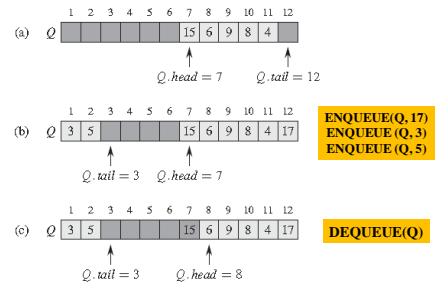 1 2 3 4 5 6 7 8 9 10 11 12
(a) Q 15 6 9 8 4
Q.head = 7 Q.tail = 12
1 2 3 4 5 6 7 8 9 10 11 12
(b) Q 3 5 15 6 9 8 4 17
Q.tail = 3 Q.head = 7
ENQUEUE(Q, 17)
ENQUEUE (Q, 3)
ENQUEUE (Q, 5)
1 2 3 4 5 6 7 8 9 10 11 12
(c) Q 3 5 15 6 9 8 4 17
Q.tail = 3 Q.head = 8
DEQUEUE(Q)